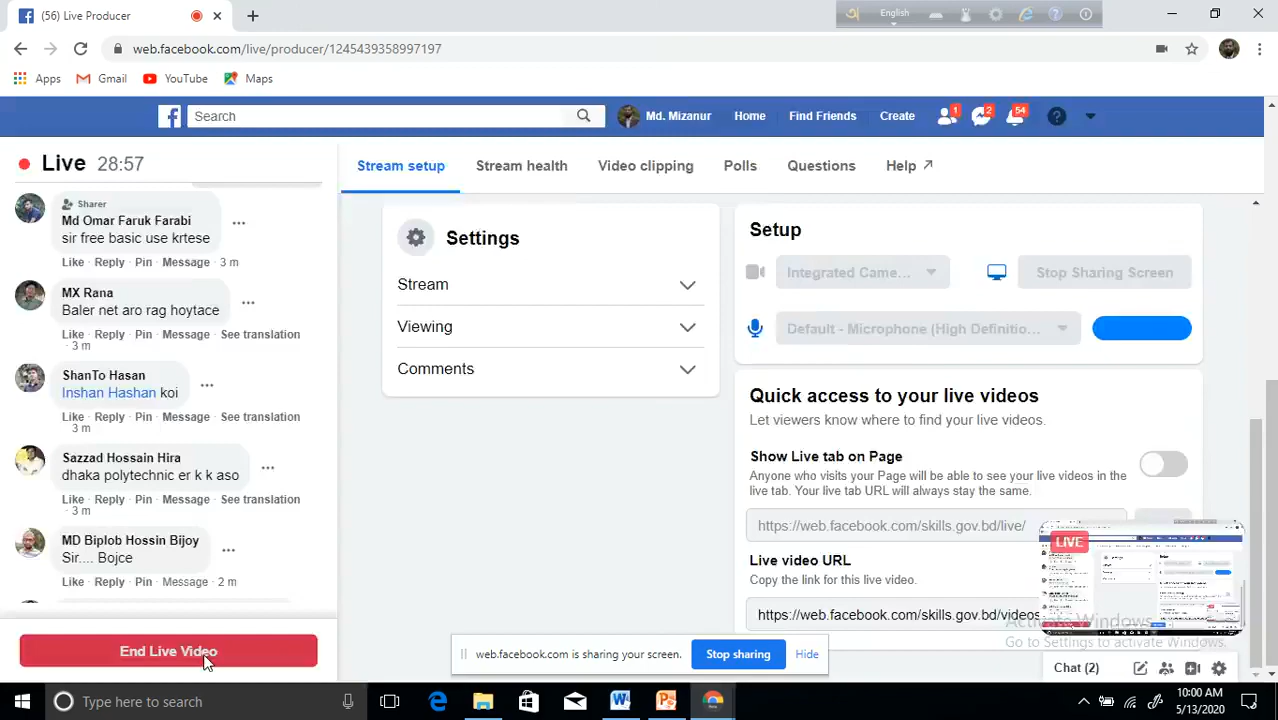 (56) Live Producer
English
web.facebook.com/live/producer/1245439358997197
Apps Gmail YouTube Maps
Search Md. Mizanur Home Find Friends Create 1 2 54
Live 28:57
Stream setup Stream health Video clipping Polls Questions Help
Sharer
Md Omar Faruk Farabi
sir free basic use krtese
Like · Reply · Pin · Message · 3 m
MX Rana
Baler net aro rag hoytace
Like · Reply · Pin · Message · See translation
· 3 m
ShanTo Hasan
Inshan Hashan koi
Like · Reply · Pin · Message · See translation
· 3 m
Sazzad Hossain Hira
dhaka polytechnic er k k aso
Like · Reply · Pin · Message · See translation
· 3 m
MD Biplob Hossin Bijoy
Sir.... Bojce
Like · Reply · Pin · Message · 2 m
End Live Video
Settings
Stream
Viewing
Comments
Setup
Integrated Came... Stop Sharing Screen
Default - Microphone (High Definitio...
Quick access to your live videos
Let viewers know where to find your live videos.
Show Live tab on Page
Anyone who visits your Page will be able to see your live videos in the
live tab. Your live tab URL will always stay the same.
https://web.facebook.com/skills.gov.bd/live/
Live video URL
Copy the link for this live video.
https://web.facebook.com/skills.gov.bd/videos
LIVE
Activate Windows
Go to Settings to activate Windows.
web.facebook.com is sharing your screen. Stop sharing Hide
Chat (2)
Type here to search
10:00 AM
5/13/2020